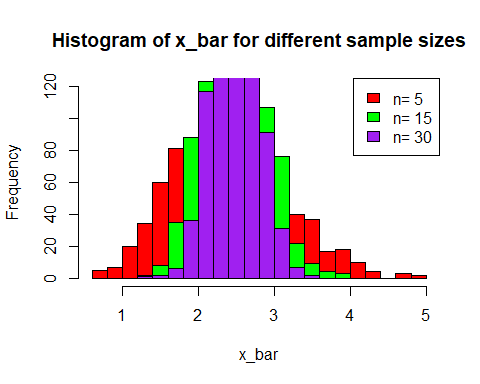 Histogram of x_bar for different sample sizes
n= 5
n= 15
n= 30
Frequency
120
80
60
40
20
0
1
2
3
4
5
x_bar